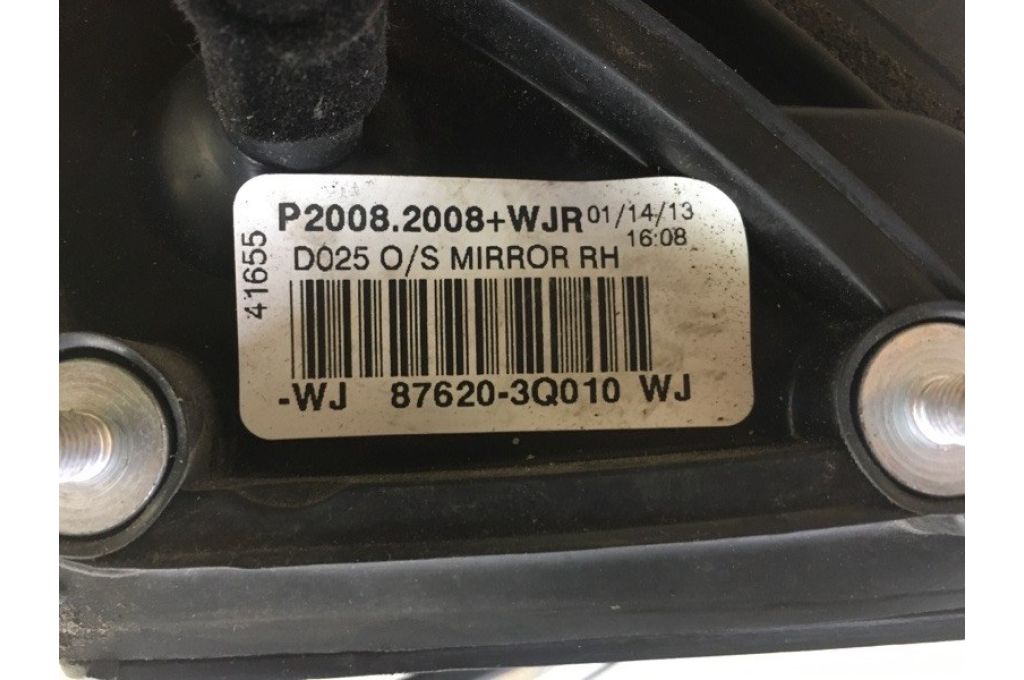 P2008.2008+WJR 01/14/13
16:08
D025 O/S MIRROR RH
41655
-WJ 87620-3Q010 WJ